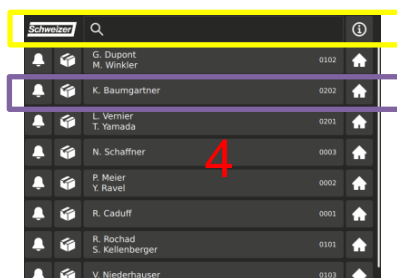 Schweizer
G. Dupont
M. Winkler
0102
K. Baumgartner
0202
L. Vernier
T. Yamada
0201
N. Schaffner
0003
4
P. Meier
Y. Ravel
0002
R. Caduff
0001
R. Rochad
S. Kellenberger
0101
V. Niederhauser
0103